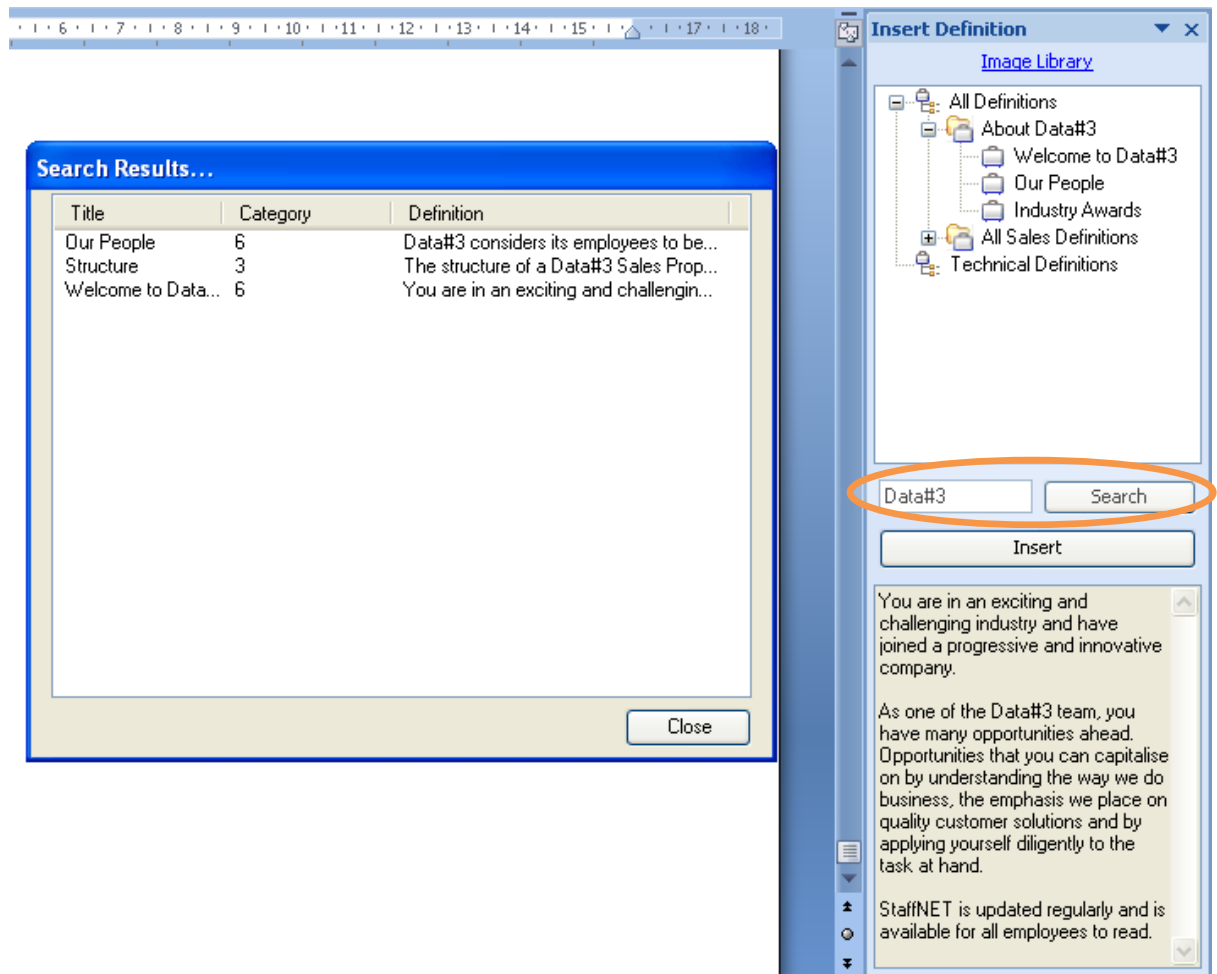 6 7 8 9 10 11 12 13 14 15 17 18
Insert Definition
Image Library
All Definitions
About Data#3
Welcome to Data#3
Our People
Industry Awards
All Sales Definitions
Technical Definitions
Search Results...
Title Category Definition
Our People 6 Data#3 considers its employees to be...
Structure 3 The structure of a Data#3 Sales Prop...
Welcome to Data... 6 You are in an exciting and challengin...
Close
Data#3 Search
Insert
You are in an exciting and
challenging industry and have
joined a progressive and innovative
company.
As one of the Data#3 team, you
have many opportunities ahead.
Opportunities that you can capitalise
on by understanding the way we do
business, the emphasis we place on
quality customer solutions and by
applying yourself diligently to the
task at hand.
StaffNET is updated regularly and is
available for all employees to read.